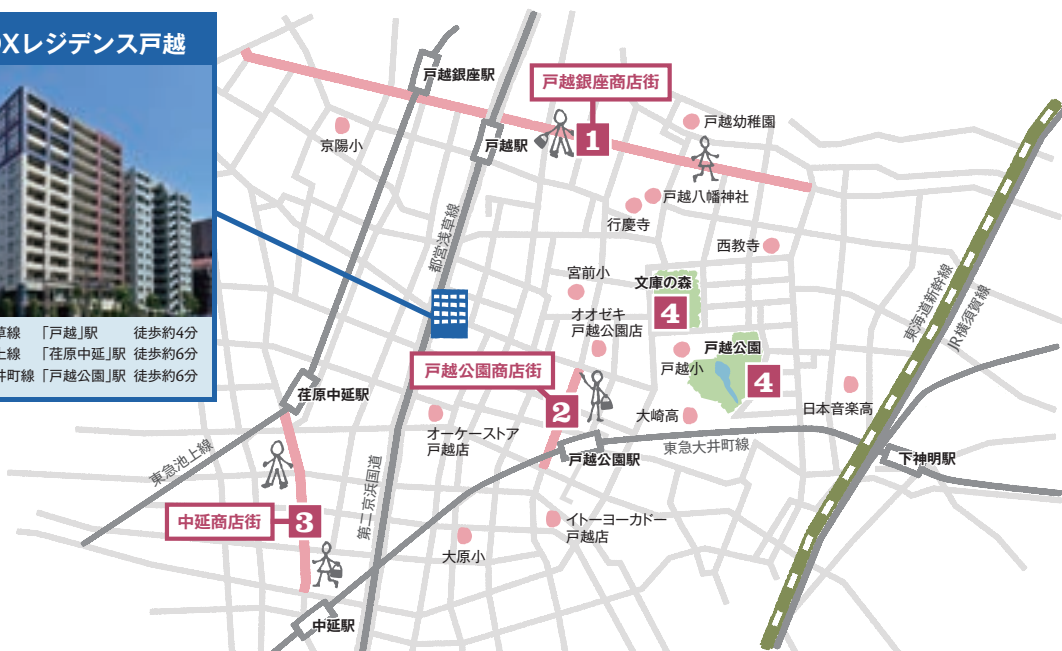 Xレジデンス戸越
草線 「戸越」駅 徒歩約4分
上線 「荏原中延」駅 徒歩約6分
井町線 「戸越公園」駅 徒歩約6分
戸越銀座駅
戸越銀座商店街
1
戸越幼稚園
京陽小
戸越駅
戸越八幡神社
行慶寺
西教寺
都営浅草線
宮前小
文庫の森
4
オオゼキ
戸越公園店
東海道新幹線
JR横須賀線
戸越公園
4
戸越小
戸越公園商店街
2
荏原中延駅
大崎高
日本音楽高
オーケーストア
戸越店
戸越公園駅
東急大井町線
下神明駅
東急池上線
第二京浜国道
中延商店街
3
イトーヨーカドー
戸越店
大原小
中延駅